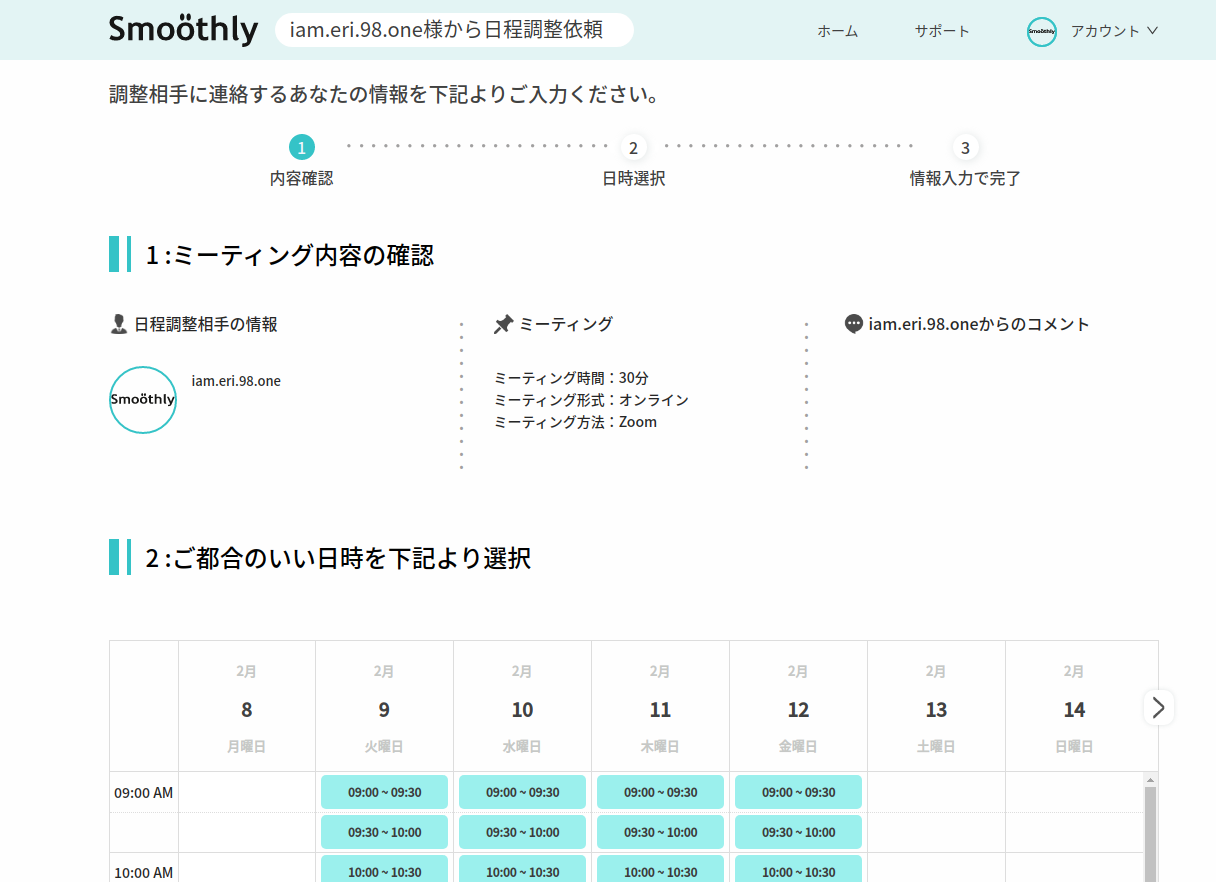 Smoöthly iam.eri.98.one様から日程調整依頼 ホーム サポート Smoöthly アカウント
調整相手に連絡するあなたの情報を下記よりご入力ください。
1 2 3
内容確認 日時選択 情報入力で完了
1 :ミーティング内容の確認
日程調整相手の情報 ミーティング iam.eri.98.oneからのコメント
Smoöthly iam.eri.98.one
ミーティング時間：30分
ミーティング形式：オンライン
ミーティング方法：Zoom
2 :ご都合のいい日時を下記より選択
2月 2月 2月 2月 2月 2月 2月
8 9 10 11 12 13 14
月曜日 火曜日 水曜日 木曜日 金曜日 土曜日 日曜日
09:00 AM 09:00 ~ 09:30 09:00 ~ 09:30 09:00 ~ 09:30 09:00 ~ 09:30
09:30 ~ 10:00 09:30 ~ 10:00 09:30 ~ 10:00 09:30 ~ 10:00
10:00 AM 10:00 ~ 10:30 10:00 ~ 10:30 10:00 ~ 10:30 10:00 ~ 10:30